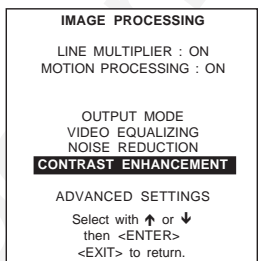 IMAGE PROCESSING
LINE MULTIPLIER : ON
MOTION PROCESSING : ON
OUTPUT MODE
VIDEO EQUALIZING
NOISE REDUCTION
CONTRAST ENHANCEMENT
ADVANCED SETTINGS
Select with ↑ or ↓
then <ENTER>
<EXIT> to return.